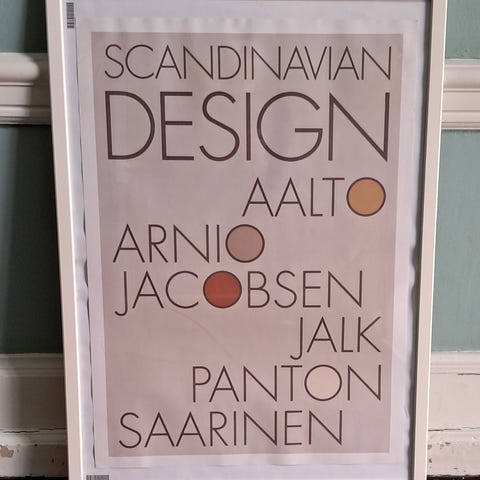 SCANDINAVIAN
DESIGN
AALTO
ARNIO
JACOBSEN
JALK
PANTON
SAARINEN